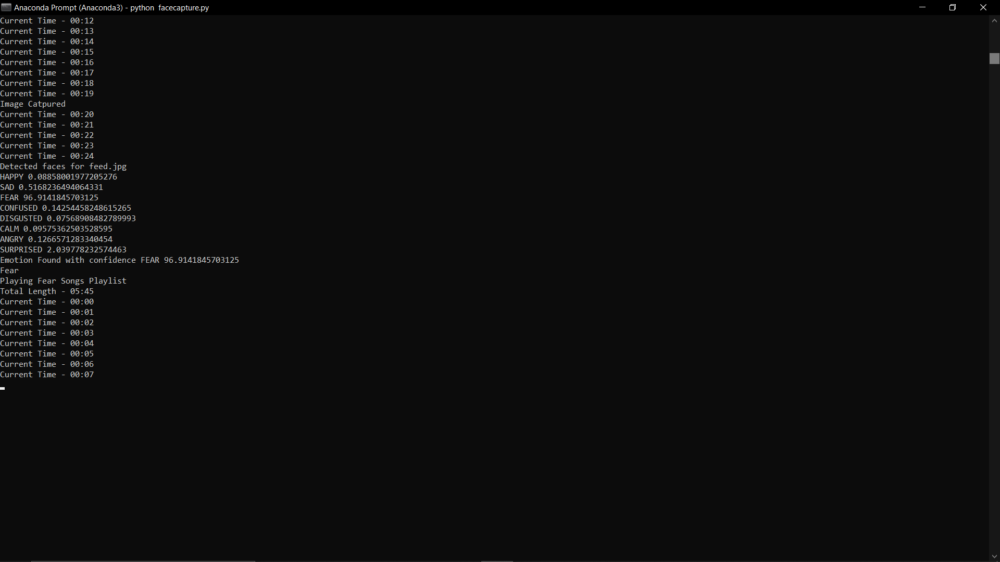 Anaconda Prompt (Anaconda3) - python  facecapture.py
Current Time - 00:12
Current Time - 00:13
Current Time - 00:14
Current Time - 00:15
Current Time - 00:16
Current Time - 00:17
Current Time - 00:18
Current Time - 00:19
Image Catpured
Current Time - 00:20
Current Time - 00:21
Current Time - 00:22
Current Time - 00:23
Current Time - 00:24
Detected faces for feed.jpg
HAPPY 0.08858001977205276
SAD 0.5168236494064331
FEAR 96.9141845703125
CONFUSED 0.14254458248615265
DISGUSTED 0.07568908482789993
CALM 0.09575362503528595
ANGRY 0.1266571283340454
SURPRISED 2.039778232574463
Emotion Found with confidence FEAR 96.9141845703125
Fear
Playing Fear Songs Playlist
Total Length - 05:45
Current Time - 00:00
Current Time - 00:01
Current Time - 00:02
Current Time - 00:03
Current Time - 00:04
Current Time - 00:05
Current Time - 00:06
Current Time - 00:07